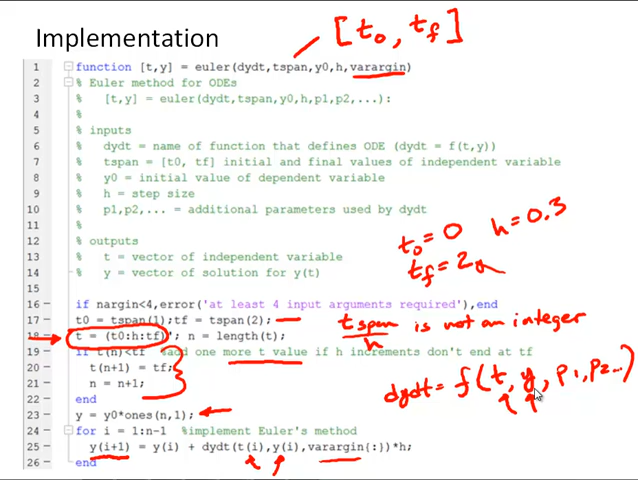 Implementation
[t0, tf]
1 function [t,y] = euler(dydt,tspan,y0,h,varargin)
2 % Euler method for ODEs
3 % [t,y] = euler(dydt,tspan,y0,h,p1,p2,...):
4 %
5 % inputs
6 % dydt = name of function that defines ODE (dydt = f(t,y))
7 % tspan = [t0, tf] initial and final values of independent variable
8 % y0 = initial value of dependent variable
9 % h = step size
10 % p1,p2,... = additional parameters used by dydt
11 %
12 % outputs
13 % t = vector of independent variable
14 % y = vector of solution for y(t)
t0 = 0 h = 0.3
tf = 2
15
16 if nargin<4,error('at least 4 input arguments required'),end
17 t0 = tspan(1);tf = tspan(2);
18 t = (t0:h:tf)'; n = length(t);
tspan/h is not an integer
19 if t(n)<tf %add one more t value if h increments don't end at tf
20 t(n+1) = tf;
21 n = n+1;
22 end
dydt = f(t, y, p1, p2...)
23 y = y0*ones(n,1);
24 for i = 1:n-1 %implement Euler's method
25 y(i+1) = y(i) + dydt(t(i),y(i),varargin{:})*h;
26 end